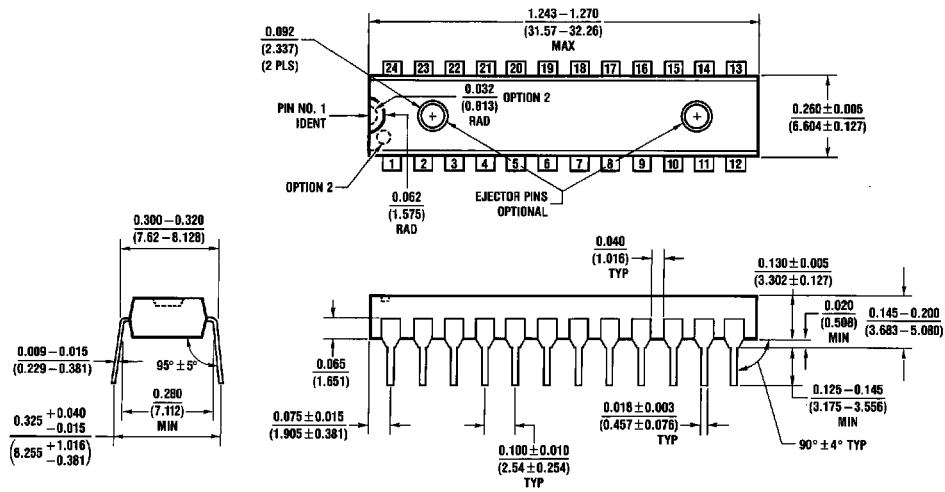 1.243–1.270
(31.57–32.26)
MAX
0.092
(2.337)
(2 PLS)
24 23 22 21 20 19 18 17 16 15 14 13
0.032
(0.813)
RAD
OPTION 2
PIN NO. 1
IDENT
0.260±0.005
(6.604±0.127)
1 2 3 4 5 6 7 8 9 10 11 12
OPTION 2
0.062
(1.575)
RAD
EJECTOR PINS
OPTIONAL
0.300–0.320
(7.62–8.128)
0.040
(1.016)
TYP
0.130±0.005
(3.302±0.127)
0.020
(0.508)
MIN
0.145–0.200
(3.683–5.080)
0.009–0.015
(0.229–0.381)
95°±5°
0.280
(7.112)
MIN
0.325 +0.040
–0.015
(8.255 +1.016
–0.381)
0.065
(1.651)
0.075±0.015
(1.905±0.381)
0.100±0.010
(2.54±0.254)
TYP
0.018±0.003
(0.457±0.076)
TYP
0.125–0.145
(3.175–3.556)
MIN
90°±4° TYP